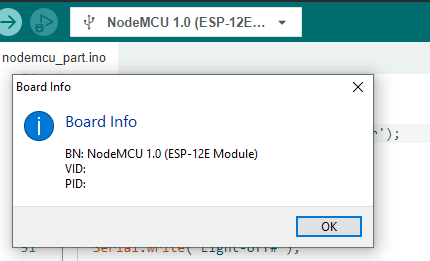 NodeMCU 1.0 (ESP-12E...
nodemcu_part.ino
Board Info
Board Info
r');
BN: NodeMCU 1.0 (ESP-12E Module)
VID:
PID:
OK
31
Serial.write("Light-Off#");